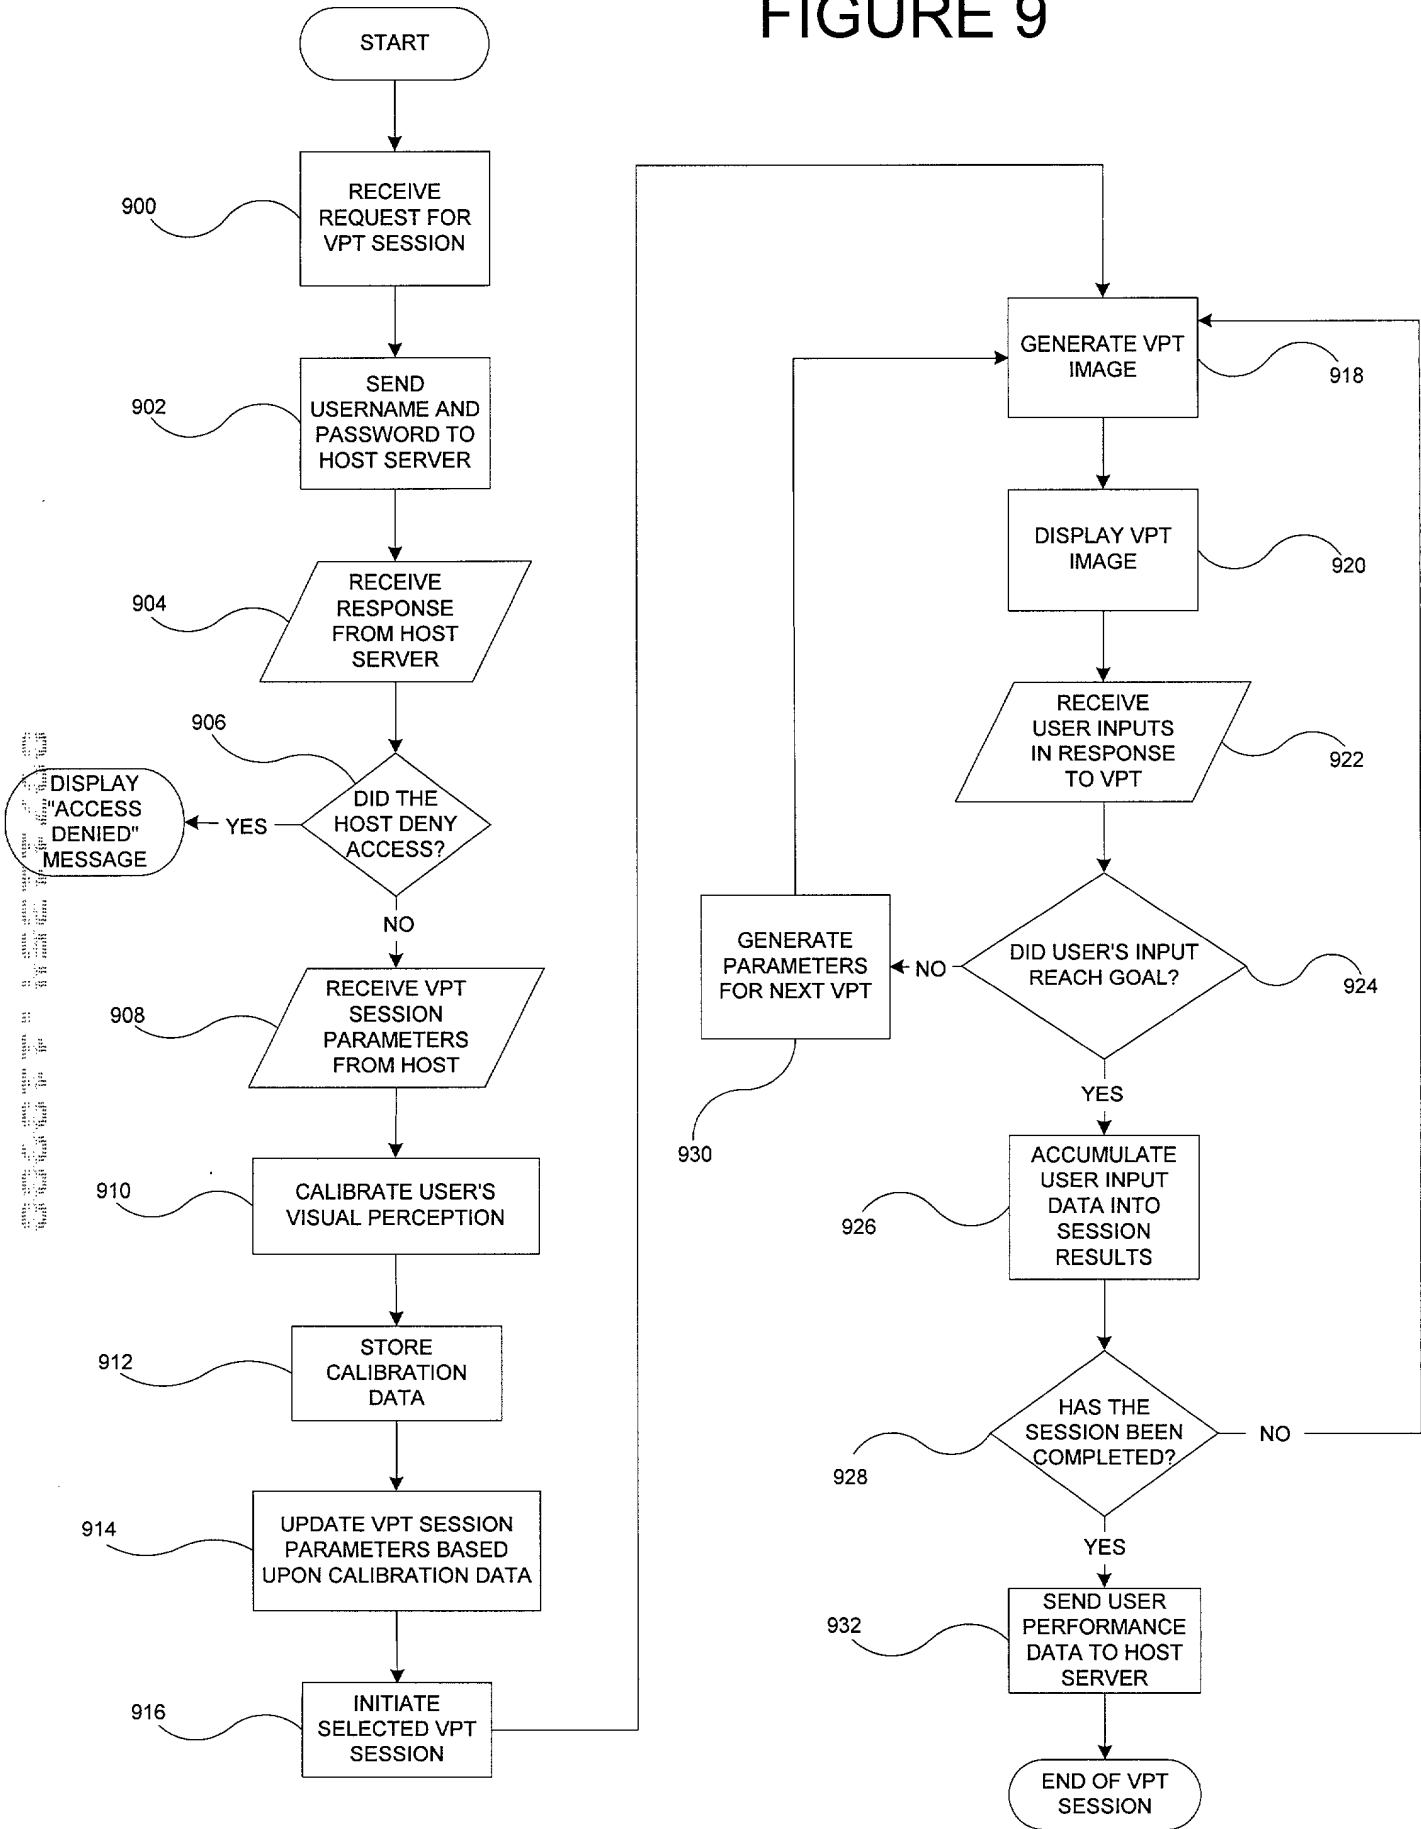 FIGURE 9
START
900
RECEIVE
REQUEST FOR
VPT SESSION
902
SEND
USERNAME AND
PASSWORD TO
HOST SERVER
904
RECEIVE
RESPONSE
FROM HOST
SERVER
906
DID THE
HOST DENY
ACCESS?
YES
DISPLAY
"ACCESS
DENIED"
MESSAGE
NO
908
RECEIVE VPT
SESSION
PARAMETERS
FROM HOST
910
CALIBRATE USER'S
VISUAL PERCEPTION
912
STORE
CALIBRATION
DATA
914
UPDATE VPT SESSION
PARAMETERS BASED
UPON CALIBRATION DATA
916
INITIATE
SELECTED VPT
SESSION
GENERATE VPT
IMAGE
918
DISPLAY VPT
IMAGE
920
RECEIVE
USER INPUTS
IN RESPONSE
TO VPT
922
DID USER'S INPUT
REACH GOAL?
924
NO
GENERATE
PARAMETERS
FOR NEXT VPT
930
YES
ACCUMULATE
USER INPUT
DATA INTO
SESSION
RESULTS
926
HAS THE
SESSION BEEN
COMPLETED?
928
NO
YES
SEND USER
PERFORMANCE
DATA TO HOST
SERVER
932
END OF VPT
SESSION